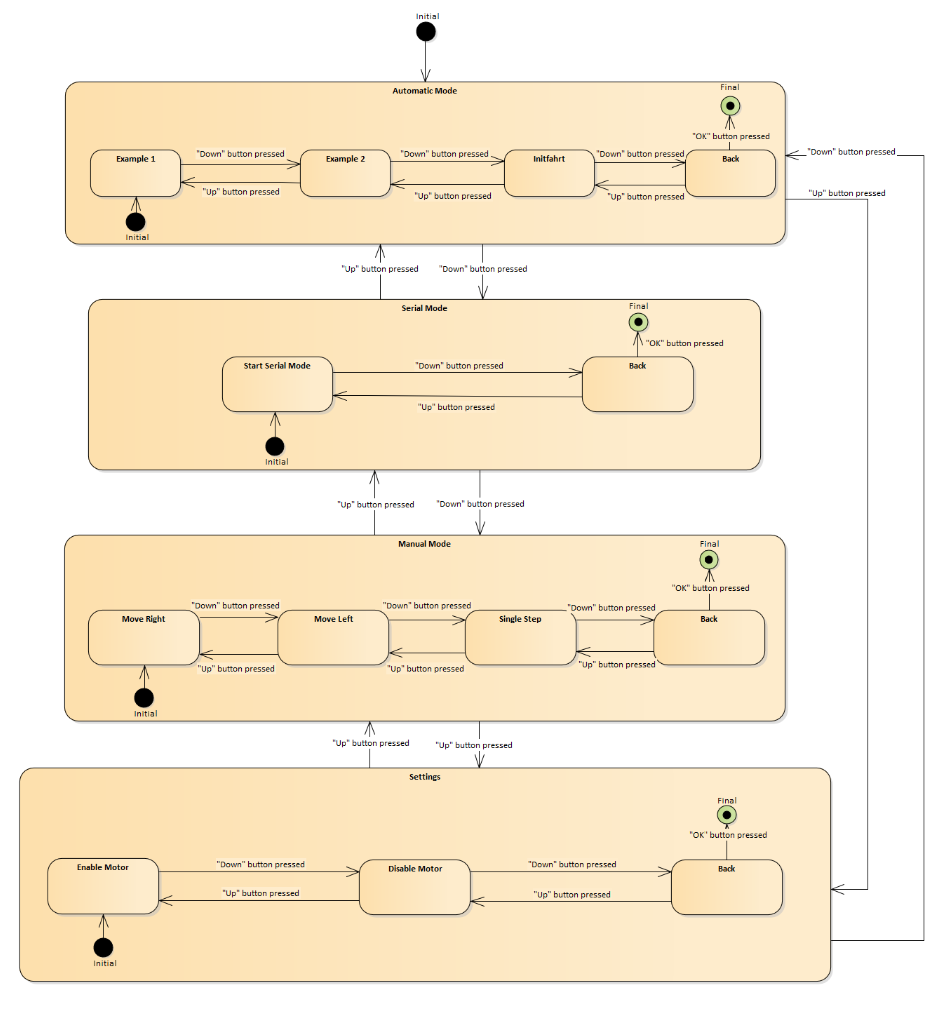 Initial
Automatic Mode
Final
"OK" button pressed
"Down" button pressed
"Down" button pressed
"Down" button pressed
Example 1
Example 2
Initfahrt
Back
"Down" button pressed
"Up" button pressed
"Up" button pressed
"Up" button pressed
"Up" button pressed
Initial
"Up" button pressed
"Down" button pressed
Serial Mode
Final
"OK" button pressed
Start Serial Mode
"Down" button pressed
Back
"Up" button pressed
Initial
"Up" button pressed
"Down" button pressed
Manual Mode
Final
"OK" button pressed
"Down" button pressed
"Down" button pressed
"Down" button pressed
Move Right
Move Left
Single Step
Back
"Up" button pressed
"Up" button pressed
"Up" button pressed
Initial
"Up" button pressed
"Up" button pressed
Settings
Final
"OK" button pressed
Enable Motor
"Down" button pressed
Disable Motor
"Down" button pressed
Back
"Up" button pressed
"Up" button pressed
Initial